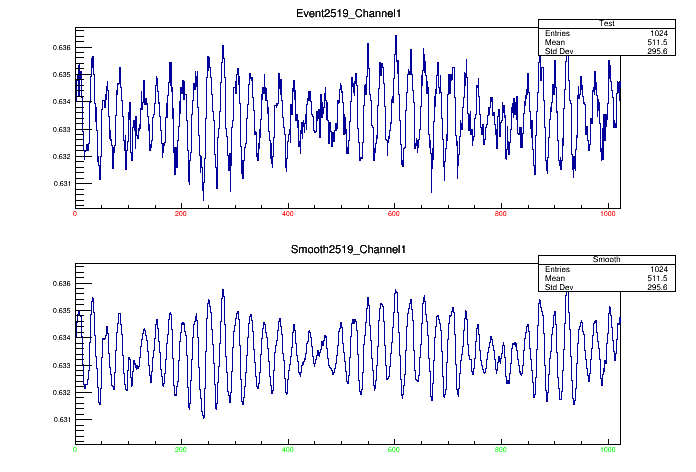 Event2519_Channel1
Test
Entries 1024
Mean 511.5
Std Dev 295.6
0.636
0.635
0.634
0.633
0.632
0.631
0 200 400 600 800 1000
Smooth2519_Channel1
Smooth
Entries 1024
Mean 511.5
Std Dev 295.6
0.636
0.635
0.634
0.633
0.632
0.631
0 200 400 600 800 1000